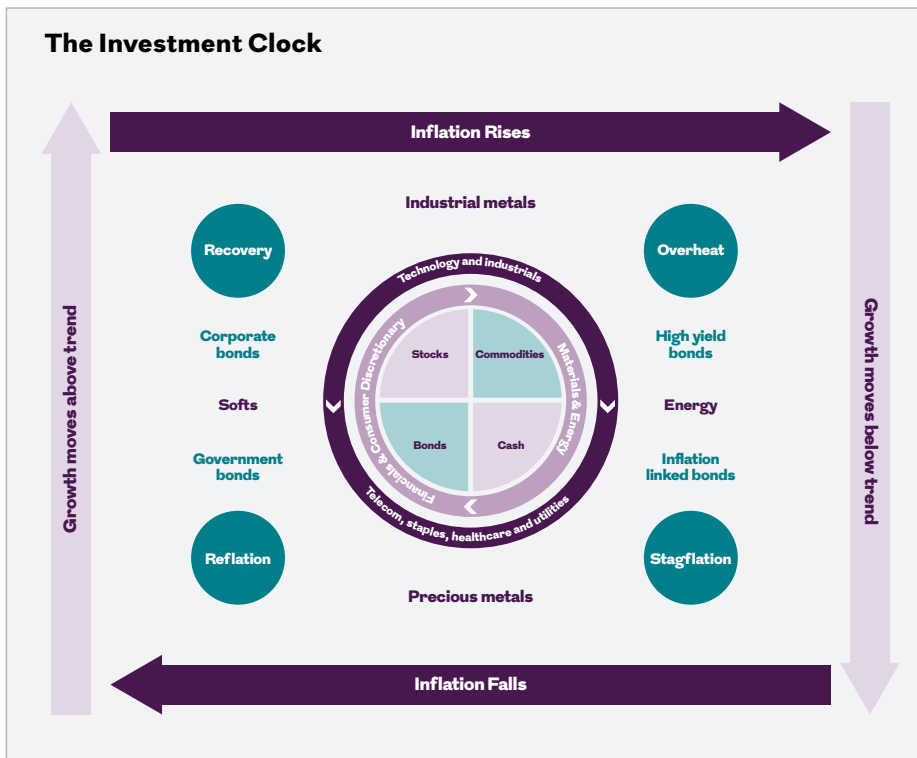 The Investment Clock
Inflation Rises
Industrial metals
Recovery
Overheat
Technology and industrials
Growth moves above trend
Growth moves below trend
Corporate
bonds
High yield
bonds
Financials & Consumer Discretionary
Materials & Energy
Stocks
Commodities
Softs
Energy
Bonds
Cash
Government
bonds
Inflation
linked bonds
Telecom, staples, healthcare and utilities
Reflation
Stagflation
Precious metals
Inflation Falls